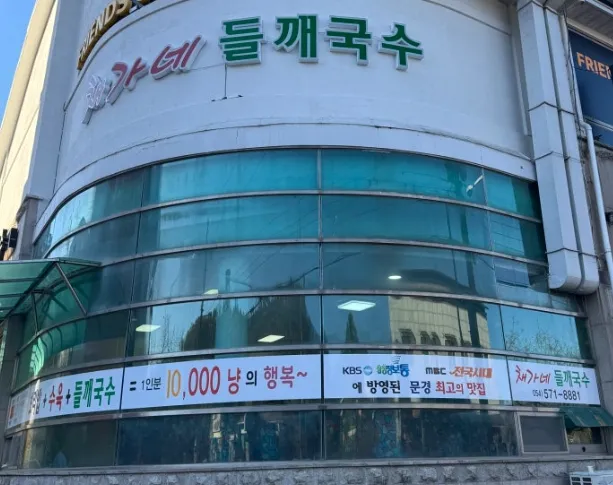 FRIENDS
채가네 들깨국수
FRIEN
+ 수육 + 들깨국수 = 1인분 10,000 냥의 행복~
KBS 생생정보통 MBC 전국시대
에 방영된 문경 최고의 맛집
채가네 들깨국수
(054) 571-8881